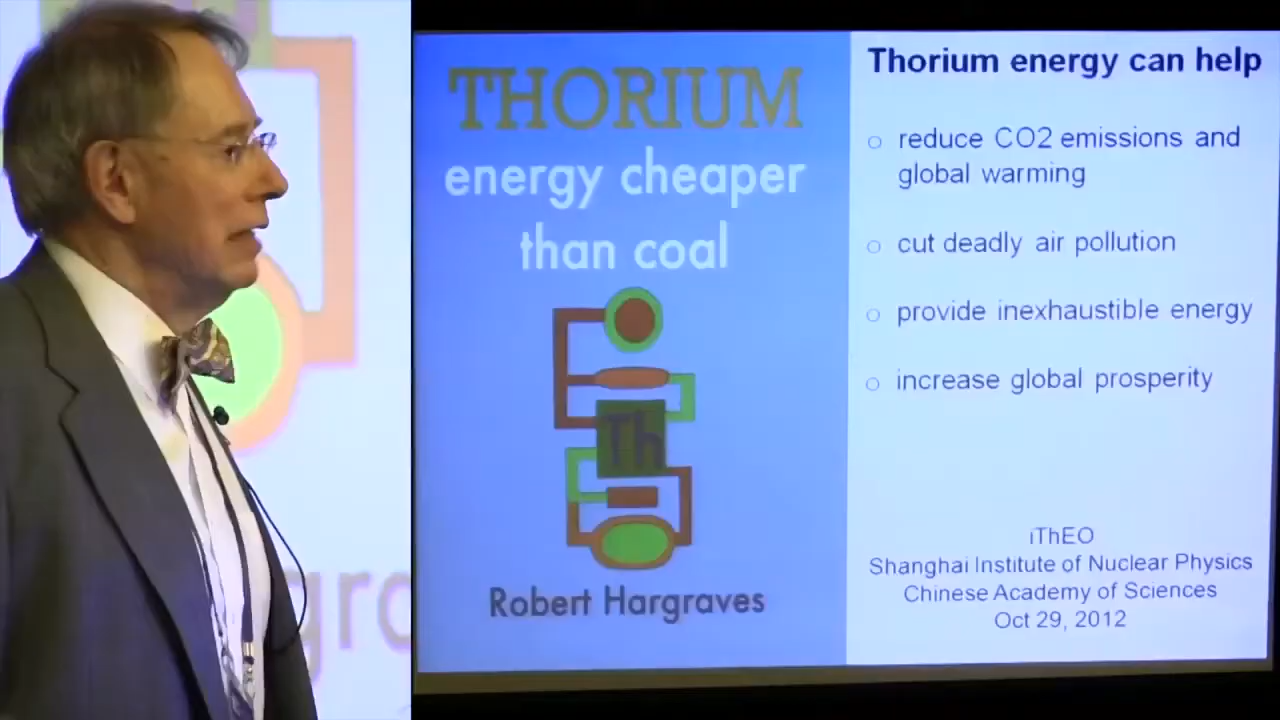 THORIUM
energy cheaper
than coal
Th
Robert Hargraves
Thorium energy can help
reduce CO2 emissions and
global warming
cut deadly air pollution
provide inexhaustible energy
increase global prosperity
iThEO
Shanghai Institute of Nuclear Physics
Chinese Academy of Sciences
Oct 29, 2012